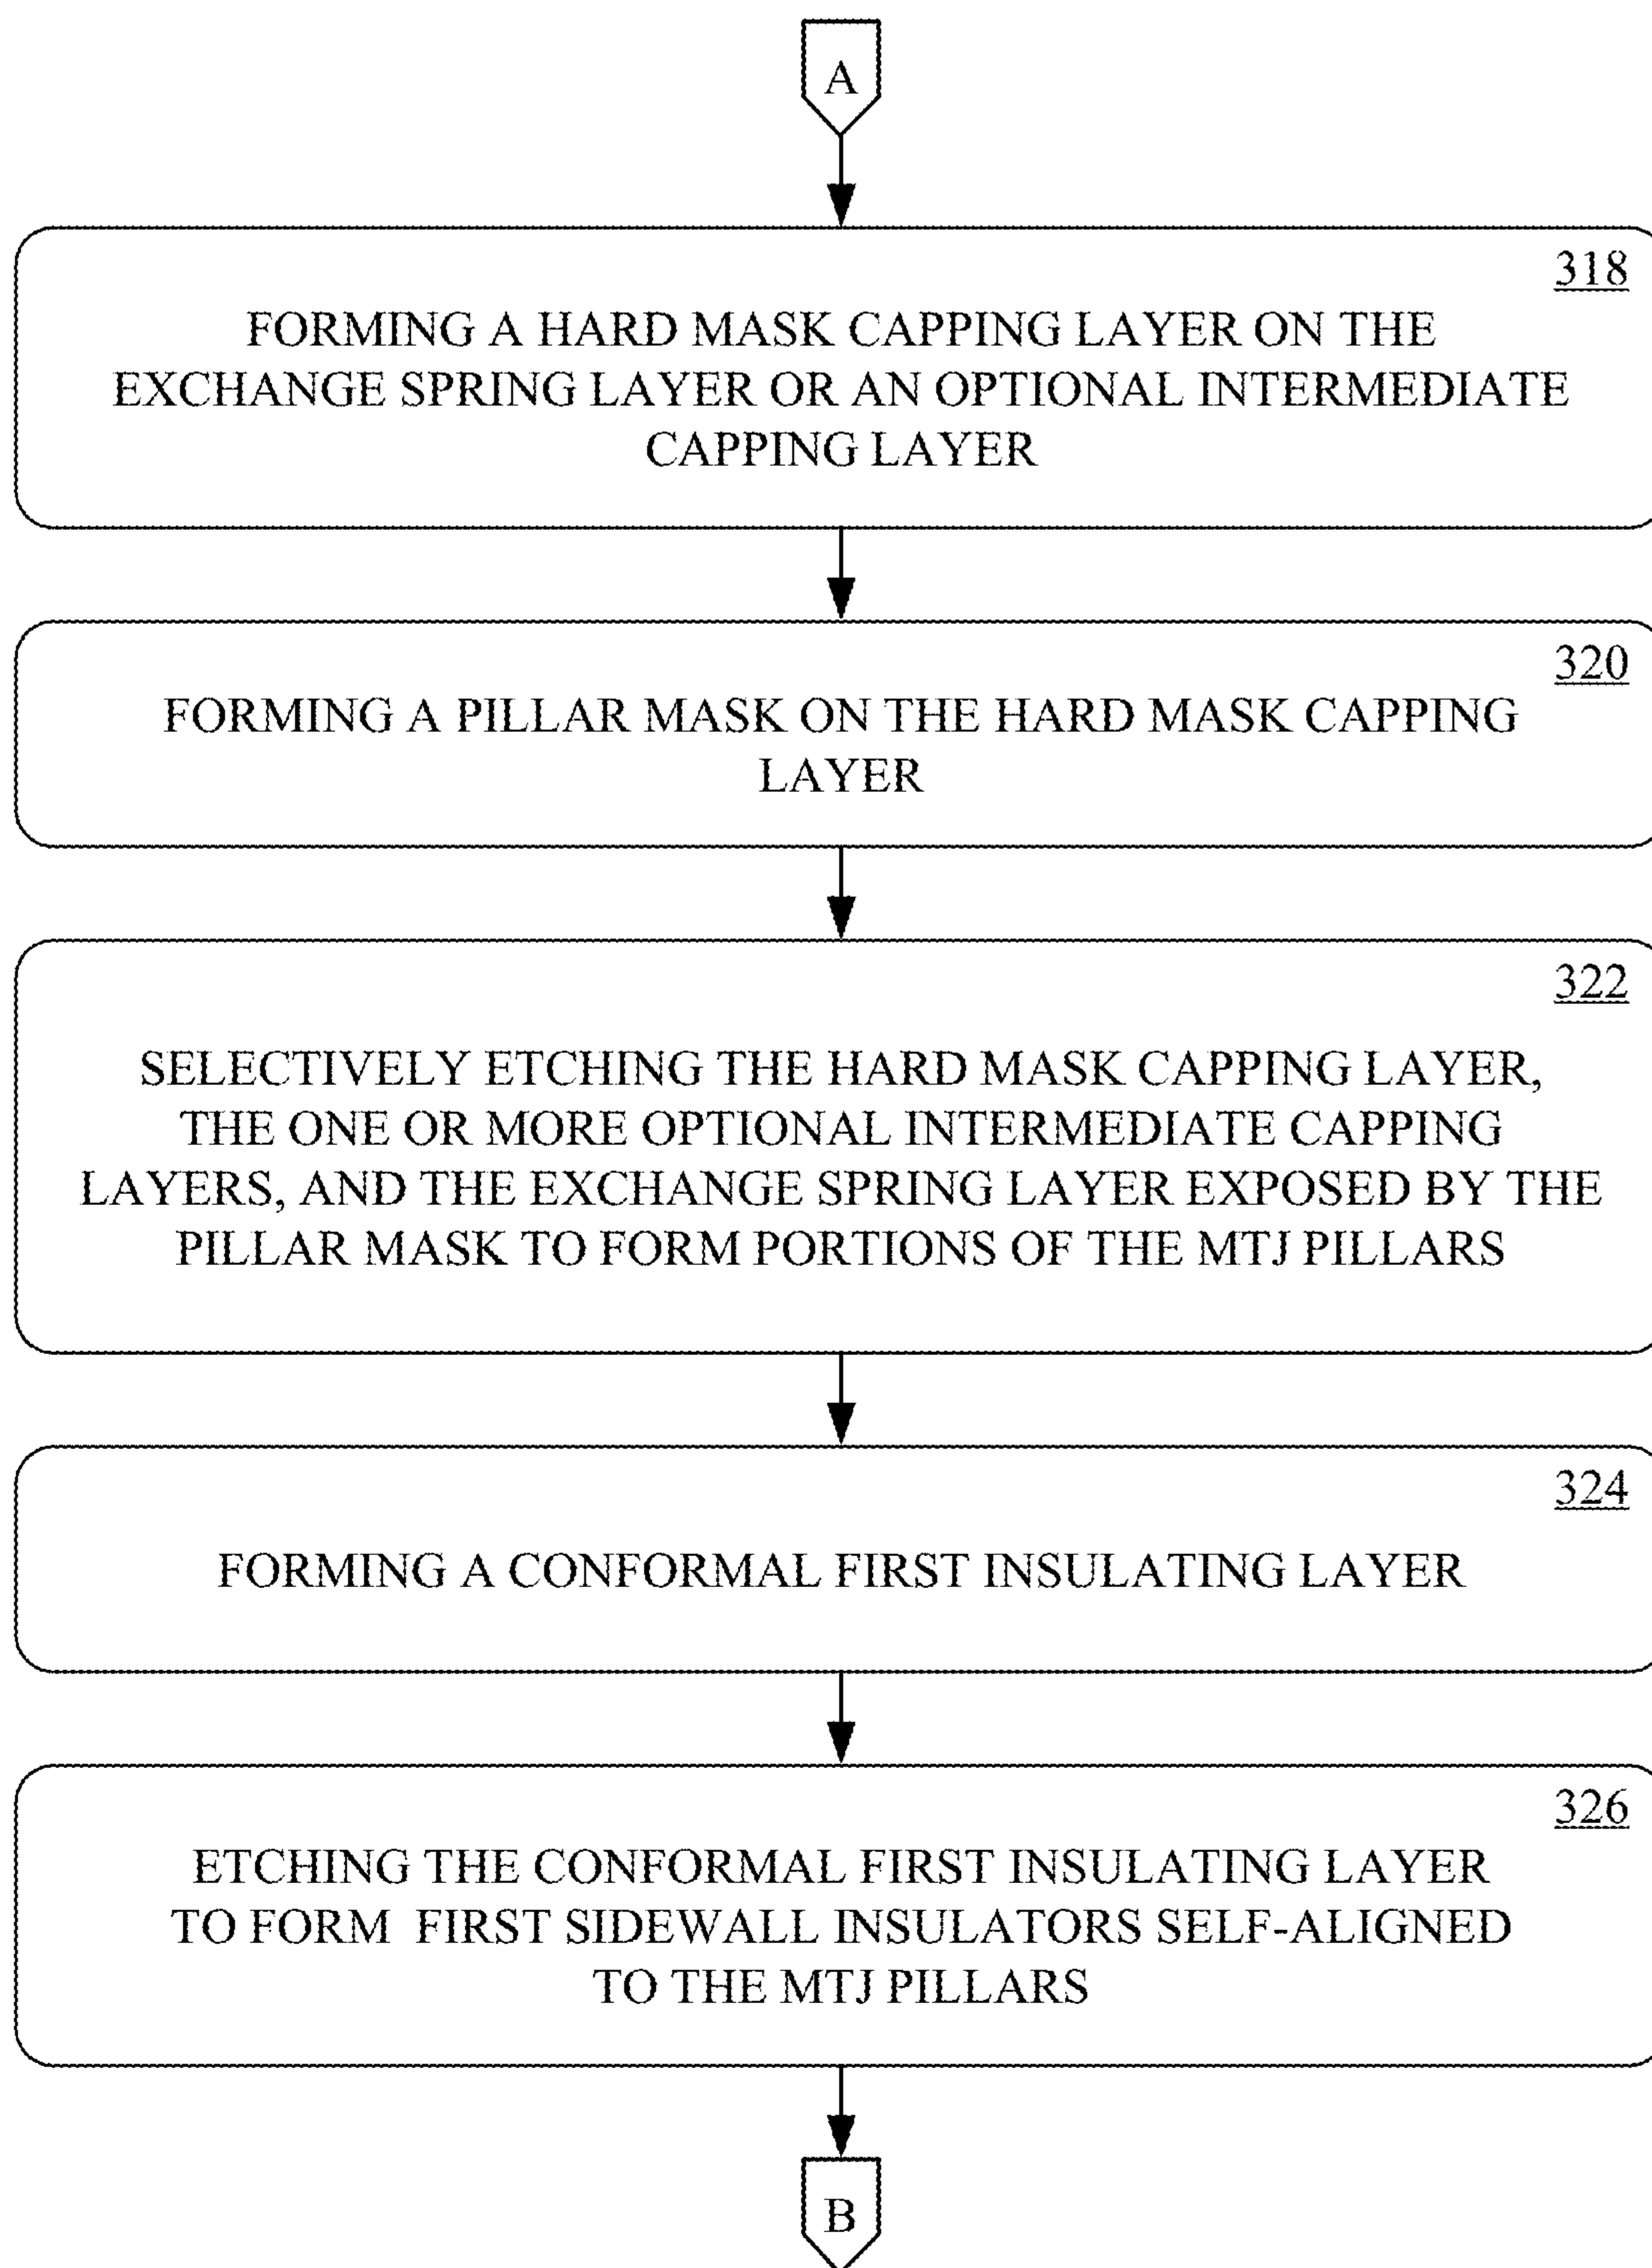 A
318
FORMING A HARD MASK CAPPING LAYER ON THE
EXCHANGE SPRING LAYER OR AN OPTIONAL INTERMEDIATE
CAPPING LAYER
320
FORMING A PILLAR MASK ON THE HARD MASK CAPPING
LAYER
322
SELECTIVELY ETCHING THE HARD MASK CAPPING LAYER,
THE ONE OR MORE OPTIONAL INTERMEDIATE CAPPING
LAYERS, AND THE EXCHANGE SPRING LAYER EXPOSED BY THE
PILLAR MASK TO FORM PORTIONS OF THE MTJ PILLARS
324
FORMING A CONFORMAL FIRST INSULATING LAYER
326
ETCHING THE CONFORMAL FIRST INSULATING LAYER
TO FORM FIRST SIDEWALL INSULATORS SELF-ALIGNED
TO THE MTJ PILLARS
B